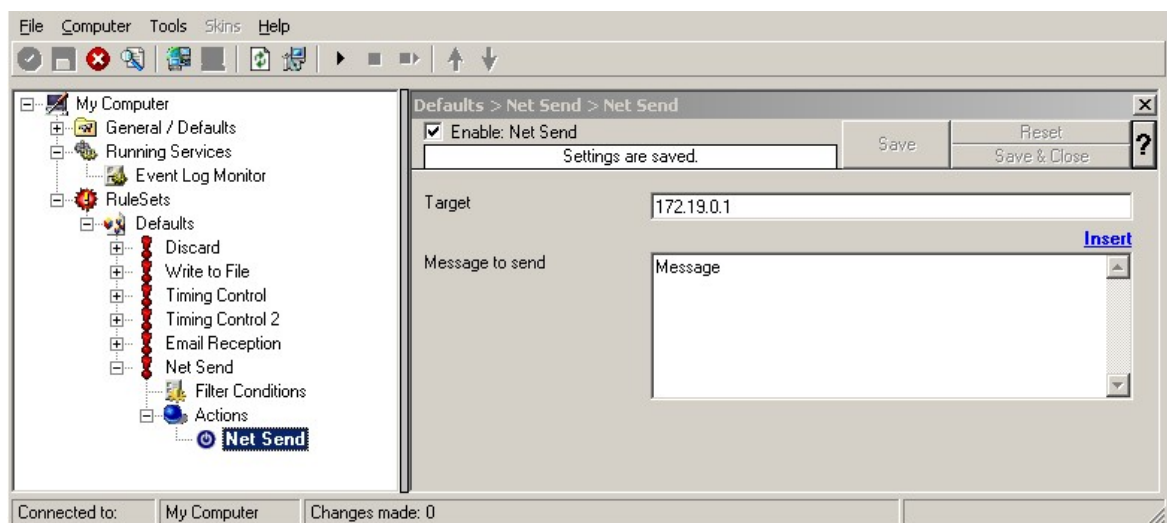 File Computer Tools Skins Help
My Computer
General / Defaults
Running Services
Event Log Monitor
RuleSets
Defaults
Discard
Write to File
Timing Control
Timing Control 2
Email Reception
Net Send
Filter Conditions
Actions
Net Send
Defaults > Net Send > Net Send
Enable: Net Send
Settings are saved.
Save
Reset
Save & Close
?
Target
172.19.0.1
Insert
Message to send
Message
Connected to: My Computer Changes made: 0